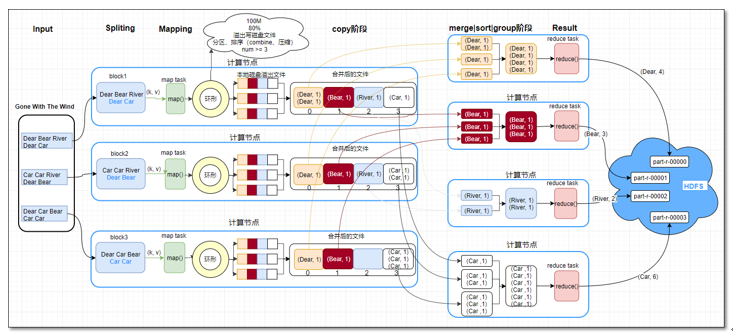 Input
Spliting
Mapping
100M
80%
溢出写磁盘文件
分区、排序（combine，压缩）
num >= 3
copy阶段
merge|sort|group阶段
Result
Gone With The Wind
Dear Bear River
Dear Car
Car Car River
Dear Bear
Dear Car Bear
Car Car
计算节点
block1
Dear Bear River
Dear Car
(k, v)
map task
map()
环形
本地磁盘溢出文件
合并后的文件
(Dear, 1)
(Dear, 1)
(Bear, 1)
(River, 1)
(Car, 1)
0
1
2
3
计算节点
block2
Car Car River
Dear Bear
(k, v)
map task
map()
环形
合并后的文件
(Dear, 1)
(Bear, 1)
(River, 1)
(Car ,1)
(Car ,1)
0
1
2
3
计算节点
block3
Dear Car Bear
Car Car
(k, v)
map task
map()
环形
合并后的文件
(Dear, 1)
(Bear, 1)
(Car ,1)
(Car ,1)
(Car ,1)
0
1
2
3
(Dear, 1)
(Dear, 1)
(Dear, 1)
(Dear, 1)
(Dear, 1)
(Dear, 1)
(Dear, 1)
(Dear, 1)
reduce task
reduce()
(Dear, 4)
计算节点
(Bear, 1)
(Bear, 1)
(Bear, 1)
(Bear, 1)
(Bear, 1)
(Bear, 1)
reduce task
reduce()
(Bear, 3)
计算节点
(River, 1)
(River, 1)
(River, 1)
(River, 1)
reduce task
reduce()
(River, 2)
计算节点
(Car ,1)
(Car ,1)
(Car ,1)
(Car ,1)
(Car ,1)
(Car ,1)
(Car ,1)
(Car ,1)
(Car ,1)
(Car ,1)
(Car ,1)
(Car ,1)
reduce task
reduce()
(Car, 6)
part-r-00000
part-r-00001
part-r-00002
part-r-00003
HDFS